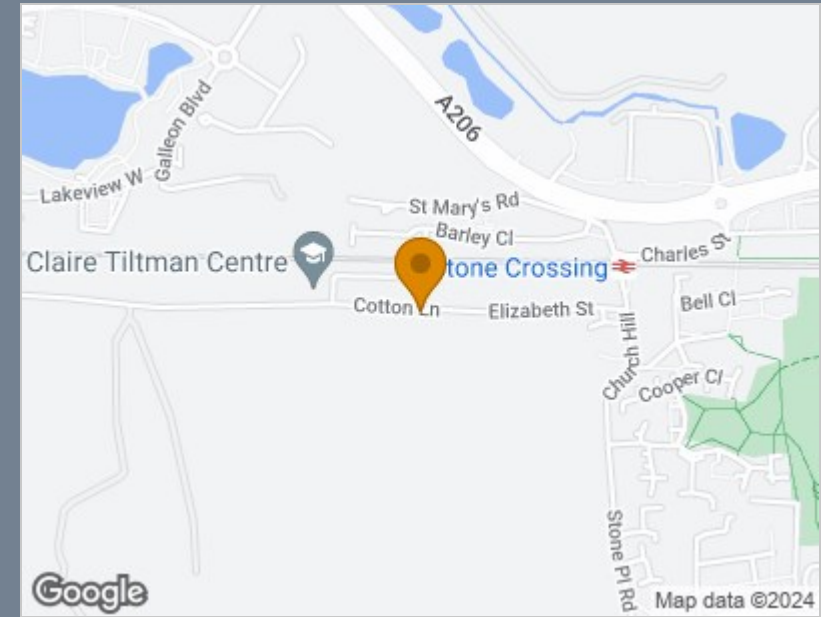 Galleon Blvd
A206
Lakeview W
St Mary's Rd
Barley Cl
Claire Tiltman Centre
tone Crossing
Charles St
Cotton Ln
Elizabeth St
Bell Cl
Church Hill
Cooper Cl
Stone Pl Rd
Google
Map data ©2024